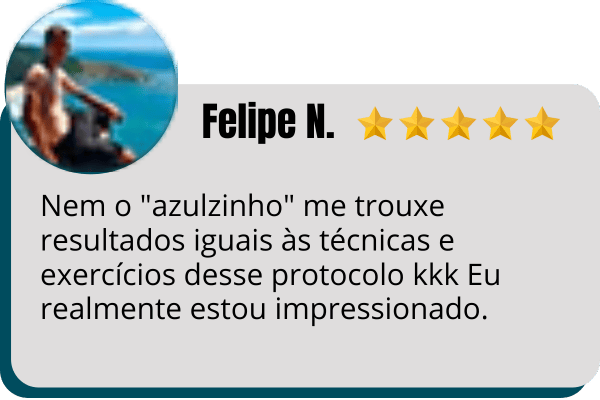 Felipe N.
Nem o "azulzinho" me trouxe
resultados iguais às técnicas e
exercícios desse protocolo kkk Eu
realmente estou impressionado.